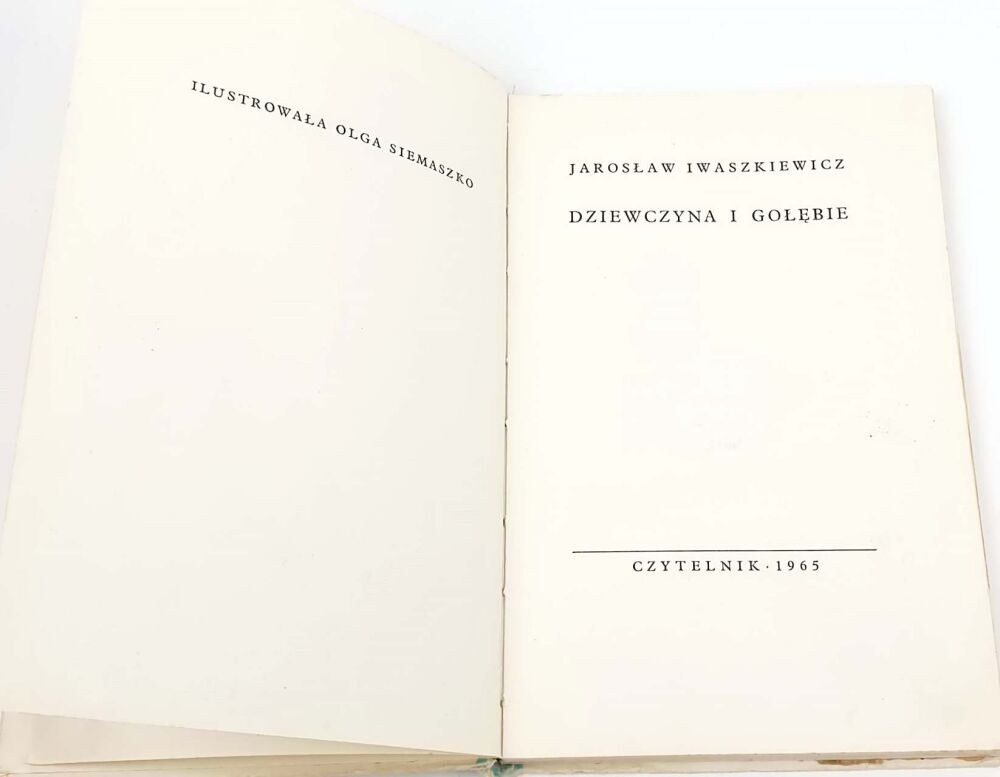 ILUSTROWAŁA OLGA SIEMASZKO
JAROSŁAW IWASZKIEWICZ
DZIEWCZYNA I GOŁĘBIE
CZYTELNIK · 1965